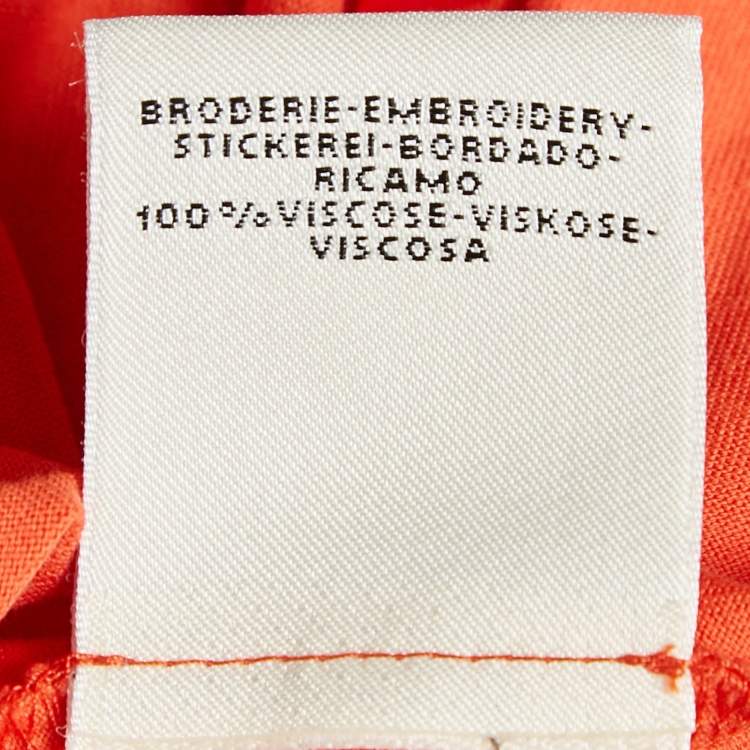 BRODERIE-EMBROIDERY-
STICKEREI-BORDADO-
RICAMO
100%VISCOSE-VISKOSE-
VISCOSA